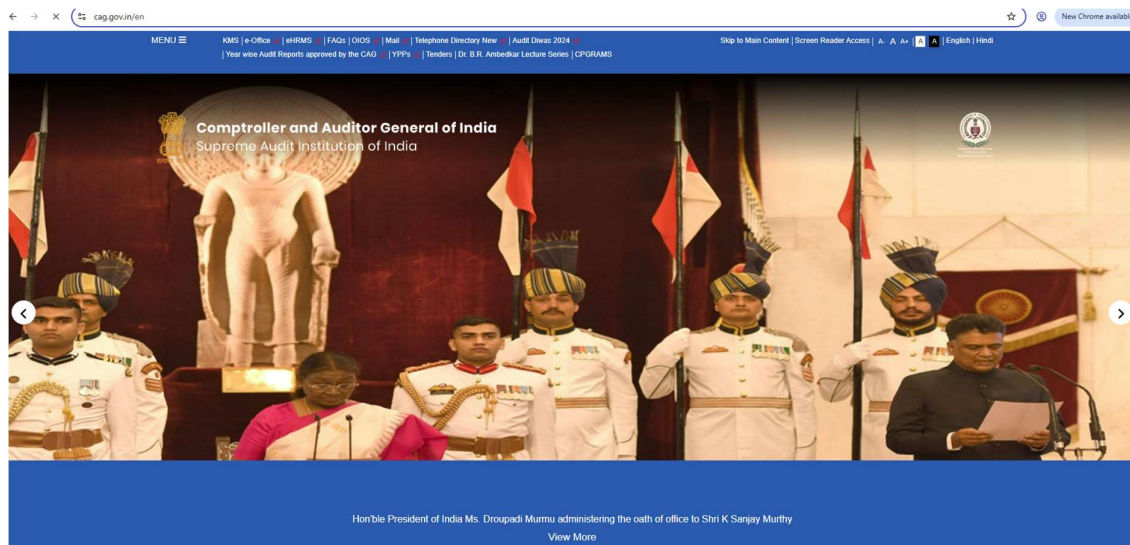 cag.gov.in/en
New Chrome availabl
MENU
KMS | e-Office | eHRMS | FAQs | OIOS | Mail | Telephone Directory New | Audit Diwas 2024
| Year wise Audit Reports approved by the CAG | YPPs | Tenders | Dr. B.R. Ambedkar Lecture Series | CPGRAMS
Skip to Main Content | Screen Reader Access | A- A A+ | A A | English | Hindi
Comptroller and Auditor General of India
Supreme Audit Institution of India
Hon'ble President of India Ms. Droupadi Murmu administering the oath of office to Shri K Sanjay Murthy
View More